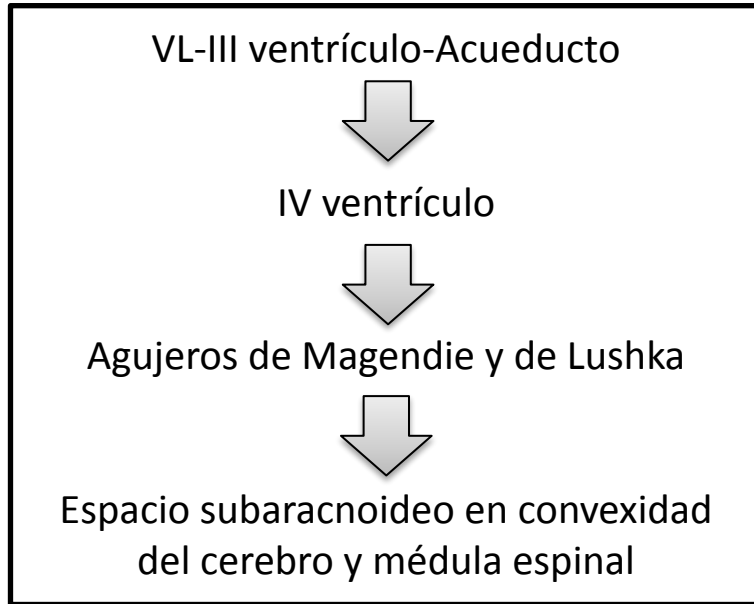 VL-III ventrículo-Acueducto
IV ventrículo
Agujeros de Magendie y de Lushka
Espacio subaracnoideo en convexidad
del cerebro y médula espinal